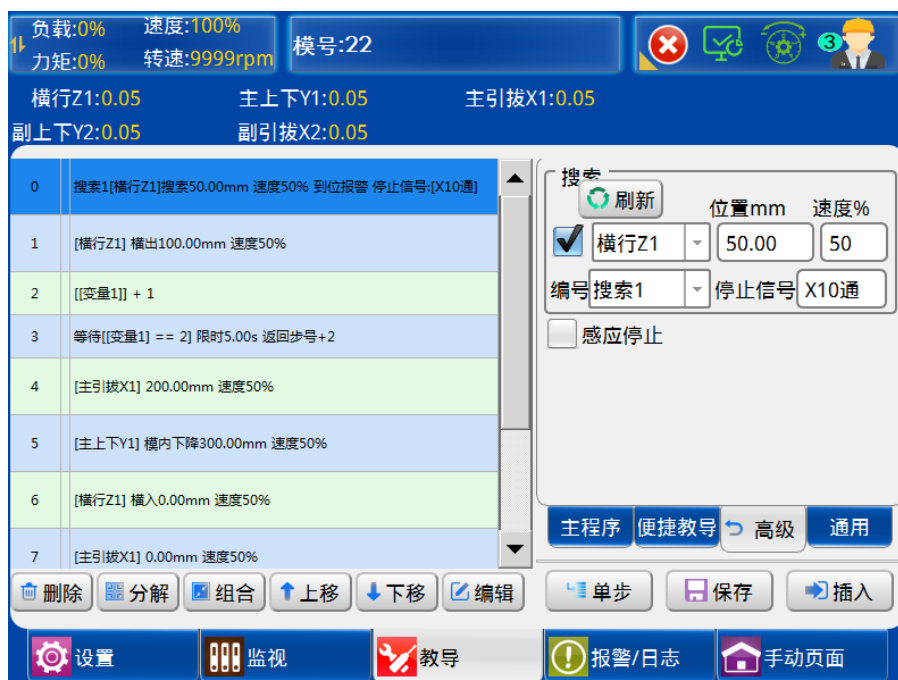 负载:0% 速度:100%
力矩:0% 转速:9999rpm
模号:22
3
横行Z1:0.05 主上下Y1:0.05 主引拔X1:0.05
副上下Y2:0.05 副引拔X2:0.05
0 搜索1[横行Z1]搜索50.00mm 速度50% 到位报警 停止信号:[X10通]
1 [横行Z1] 横出100.00mm 速度50%
2 [[变量1]] + 1
3 等待[[变量1] == 2] 限时5.00s 返回步号+2
4 [主引拔X1] 200.00mm 速度50%
5 [主上下Y1] 模内下降300.00mm 速度50%
6 [横行Z1] 横入0.00mm 速度50%
7 [主引拔X1] 0.00mm 速度50%
搜索
刷新 位置mm 速度%
横行Z1 50.00 50
编号 搜索1 停止信号 X10通
感应停止
主程序 便捷教导 高级 通用
删除 分解 组合 上移 下移 编辑 单步 保存 插入
设置 监视 教导 报警/日志 手动页面